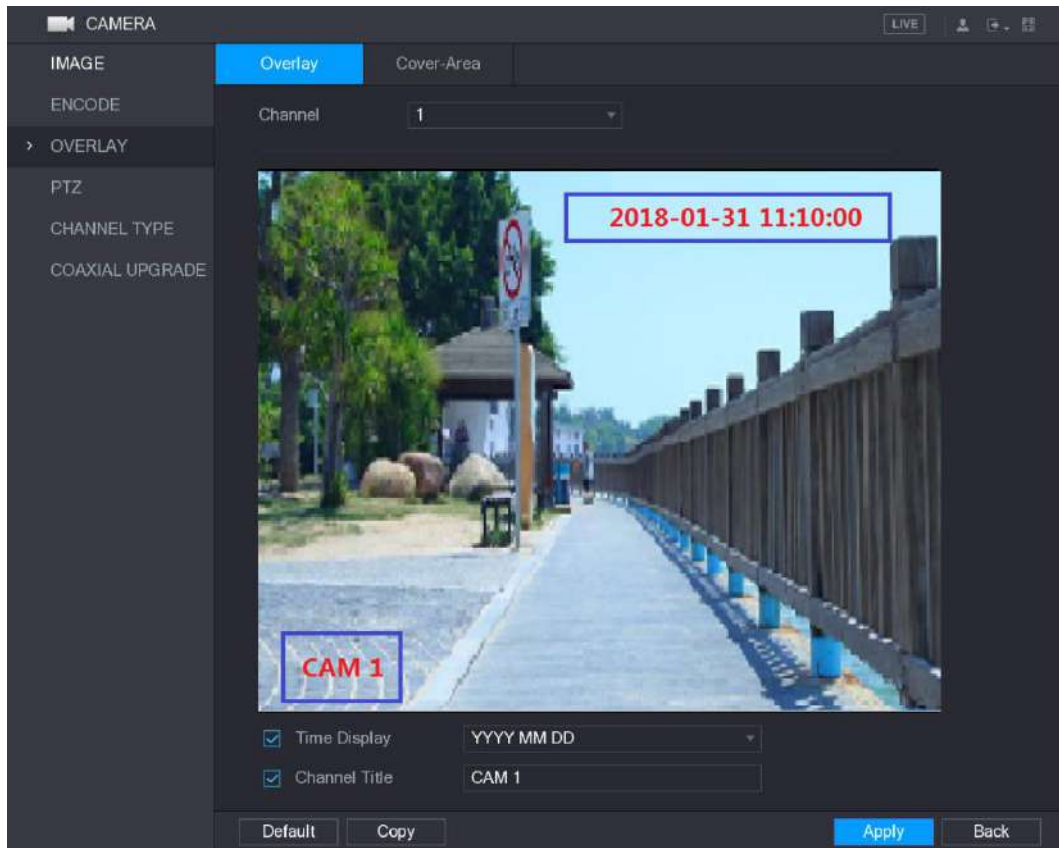 CAMERA
LIVE
IMAGE
Overlay
Cover-Area
ENCODE
Channel
1
OVERLAY
PTZ
CHANNEL TYPE
COAXIAL UPGRADE
2018-01-31 11:10:00
CAM 1
Time Display
YYYY MM DD
Channel Title
CAM 1
Default
Copy
Apply
Back